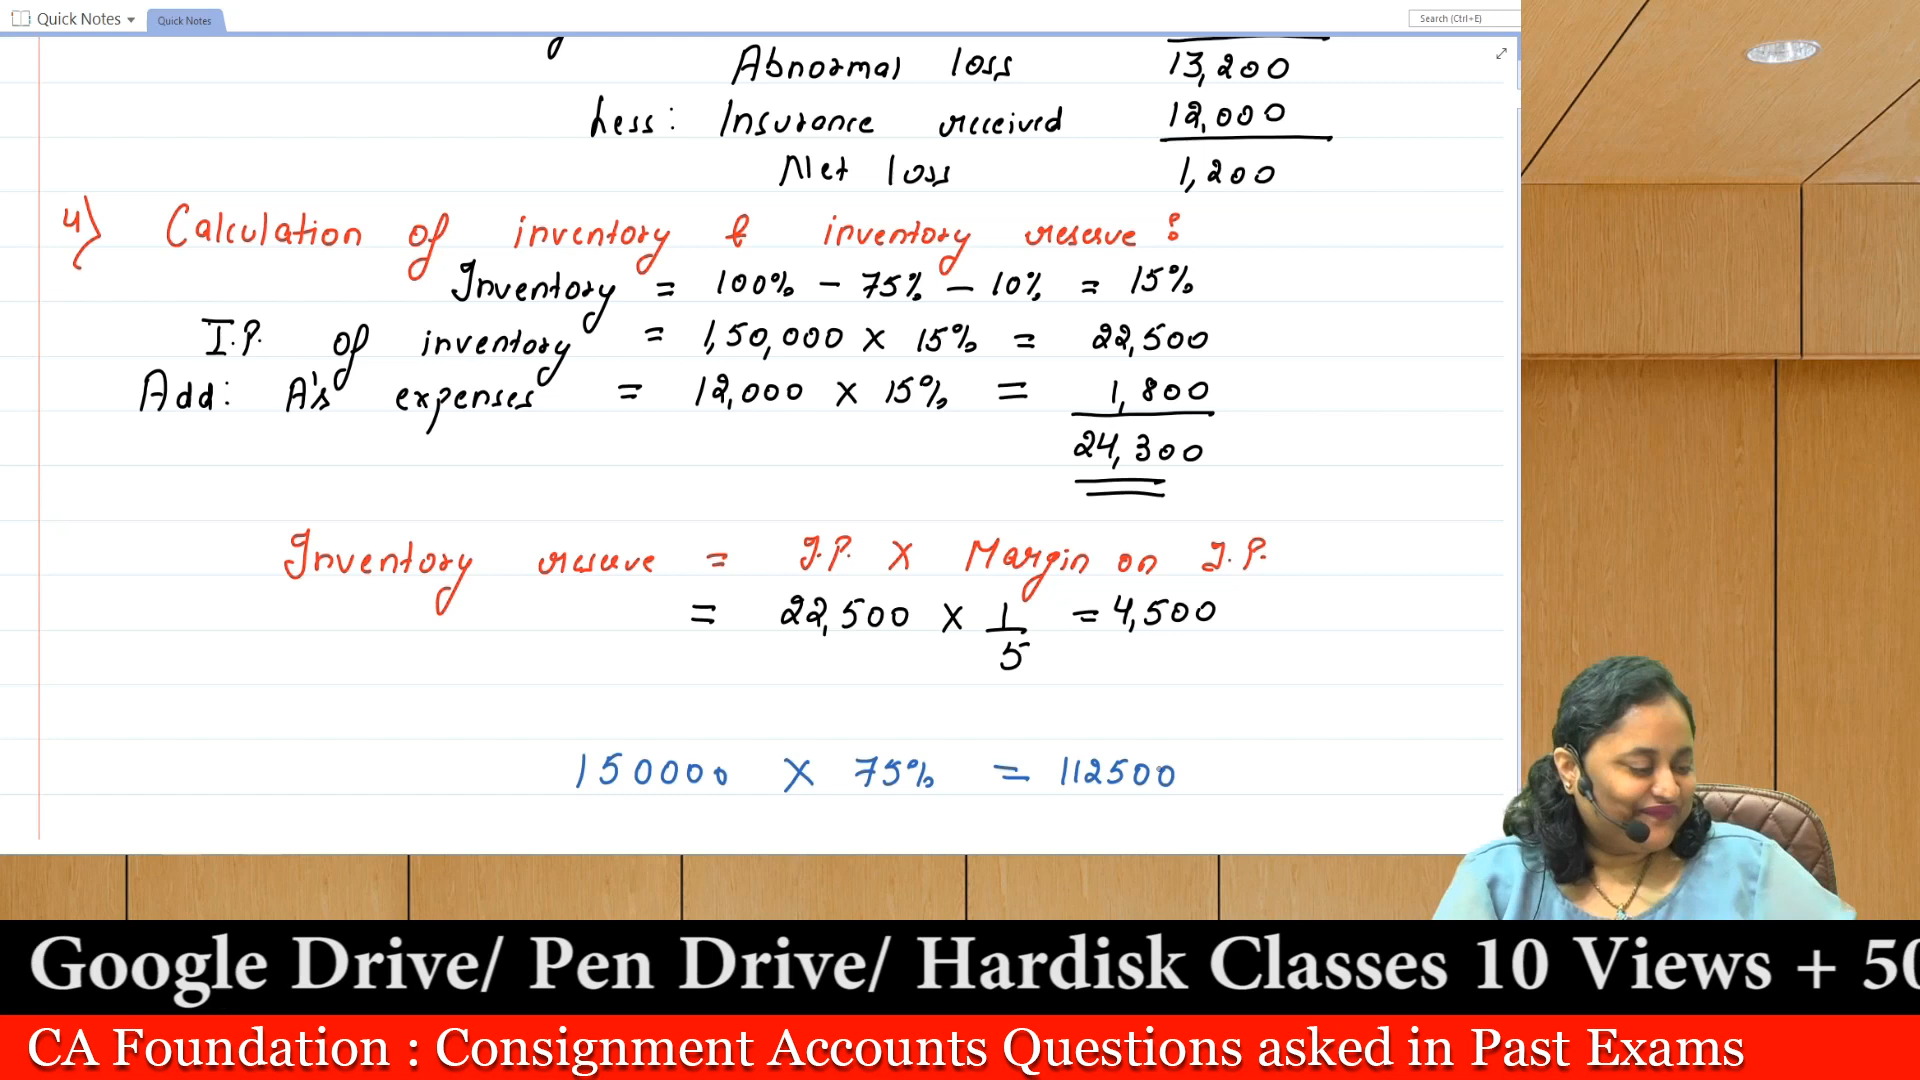 Quick Notes
Quick Notes
Search (Ctrl+E)
Abnormal loss 13,200
Less: Insurance received 12,000
Net loss 1,200
4) Calculation of inventory & inventory reserve :
Inventory = 100% - 75% - 10% = 15%
I.P. of inventory = 1,50,000 × 15% = 22,500
Add: A's expenses = 12,000 × 15% = 1,800
24,300
Inventory reserve = I.P. × Margin on I.P.
= 22,500 × 1/5 = 4,500
150000 × 75% = 112500
Google Drive/ Pen Drive/ Hardisk Classes 10 Views + 50
CA Foundation : Consignment Accounts Questions asked in Past Exams